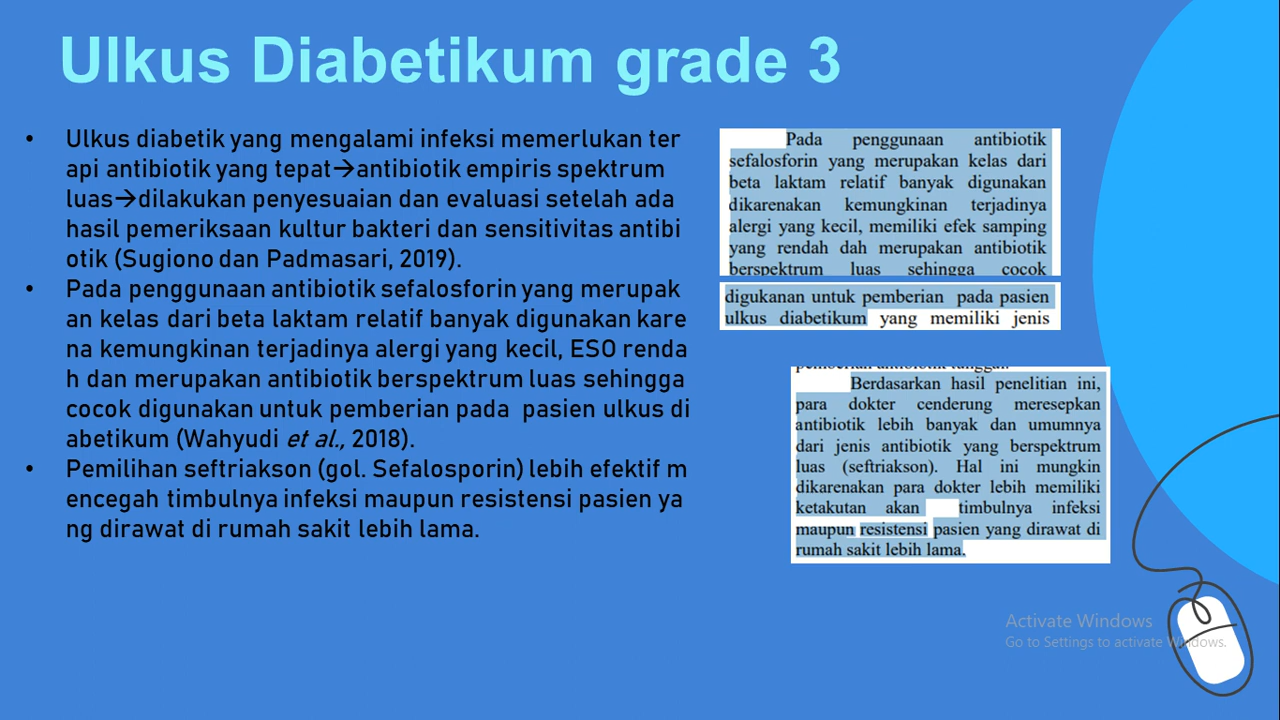 Ulkus Diabetikum grade 3
• Ulkus diabetik yang mengalami infeksi memerlukan ter
api antibiotik yang tepat→antibiotik empiris spektrum
luas→dilakukan penyesuaian dan evaluasi setelah ada
hasil pemeriksaan kultur bakteri dan sensitivitas antibi
otik (Sugiono dan Padmasari, 2019).
• Pada penggunaan antibiotik sefalosforin yang merupak
an kelas dari beta laktam relatif banyak digunakan kare
na kemungkinan terjadinya alergi yang kecil, ESO renda
h dan merupakan antibiotik berspektrum luas sehingga
cocok digunakan untuk pemberian pada pasien ulkus di
abetikum (Wahyudi et al., 2018).
• Pemilihan seftriakson (gol. Sefalosporin) lebih efektif m
encegah timbulnya infeksi maupun resistensi pasien ya
ng dirawat di rumah sakit lebih lama.
Pada penggunaan antibiotik
sefalosforin yang merupakan kelas dari
beta laktam relatif banyak digunakan
dikarenakan kemungkinan terjadinya
alergi yang kecil, memiliki efek samping
yang rendah dah merupakan antibiotik
berspektrum luas sehingga cocok
digukanan untuk pemberian pada pasien
ulkus diabetikum yang memiliki jenis
pemberian antibiotik tunggal.
Berdasarkan hasil penelitian ini,
para dokter cenderung meresepkan
antibiotik lebih banyak dan umumnya
dari jenis antibiotik yang berspektrum
luas (seftriakson). Hal ini mungkin
dikarenakan para dokter lebih memiliki
ketakutan akan timbulnya infeksi
maupun resistensi pasien yang dirawat di
rumah sakit lebih lama.
Activate Windows
Go to Settings to activate Windows.